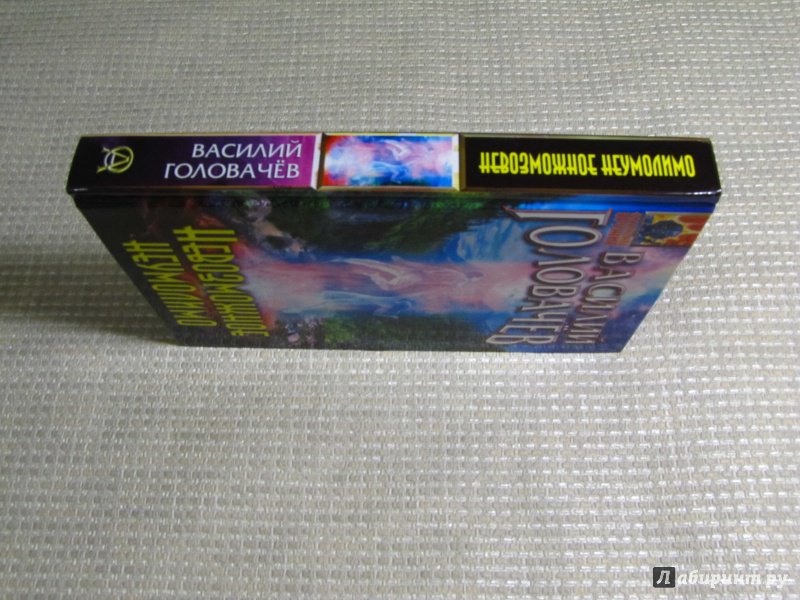 ВАСИЛИЙ
ГОЛОВАЧЁВ
НЕВОЗМОЖНОЕ НЕУМОЛИМО
ВАСИЛИЙ
ГОЛОВАЧЁВ
НЕВОЗМОЖНОЕ
НЕУМОЛИМО
Лабиринт.ру